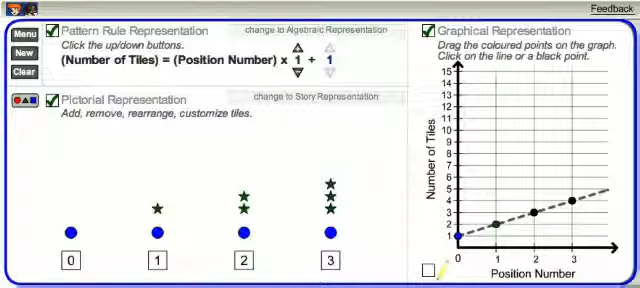 Feedback
Menu
New
Clear
Pattern Rule Representation
change to Algebraic Representation
Click the up/down buttons.
(Number of Tiles) = (Position Number) x 1 + 1
Pictorial Representation
change to Story Representation
Add, remove, rearrange, customize tiles.
0
1
2
3
Graphical Representation
Drag the coloured points on the graph.
Click on the line or a black point.
15
14
13
12
11
10
9
8
7
6
5
4
3
2
1
Number of Tiles
0 1 2 3
Position Number